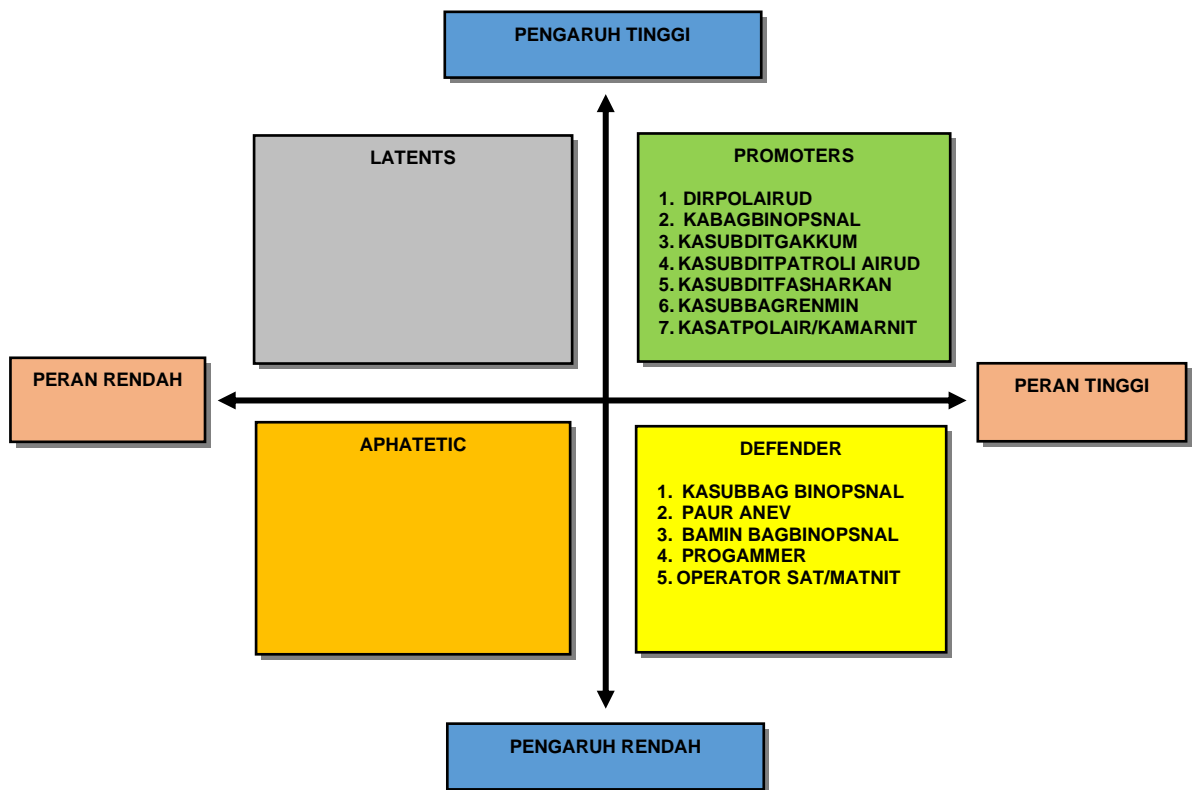 PENGARUH TINGGI
LATENTS
PROMOTERS
1. DIRPOLAIRUD
2. KABAGBINOPSNAL
3. KASUBDITGAKKUM
4. KASUBDITPATROLI AIRUD
5. KASUBDITFASHARKAN
6. KASUBBAGRENMIN
7. KASATPOLAIR/KAMARNIT
PERAN RENDAH
PERAN TINGGI
APHATETIC
DEFENDER
1. KASUBBAG BINOPSNAL
2. PAUR ANEV
3. BAMIN BAGBINOPSNAL
4. PROGAMMER
5. OPERATOR SAT/MATNIT
PENGARUH RENDAH